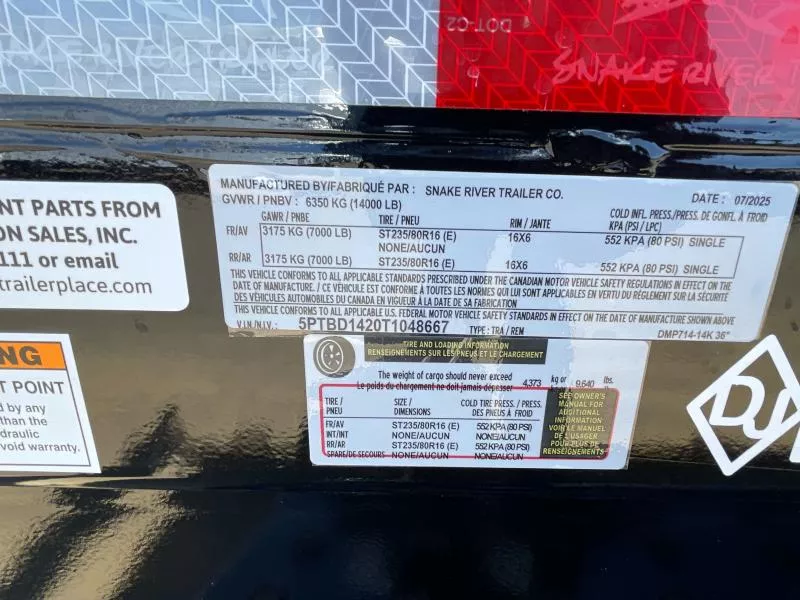 DOT-C2
SNAKE RIVER TRAILER
SNAKE RIVER
NT PARTS FROM
ON SALES, INC.
111 or email
trailerplace.com
NG
T POINT
d by any
an the
draulic
void warranty.
MANUFACTURED BY/FABRIQUÉ PAR : SNAKE RIVER TRAILER CO. DATE : 07/2025
GVWR / PNBV : 6350 KG (14000 LB)
GAWR / PNBE TIRE / PNEU RIM / JANTE COLD INFL. PRESS./PRESS. DE GONFL. À FROID
KPA (PSI / LPC)
FR/AV 3175 KG (7000 LB) ST235/80R16 (E) 16X6 552 KPA (80 PSI) SINGLE
NONE/AUCUN
RR/AR 3175 KG (7000 LB) ST235/80R16 (E) 16X6 552 KPA (80 PSI) SINGLE
THIS VEHICLE CONFORMS TO ALL APPLICABLE STANDARDS PRESCRIBED UNDER THE CANADIAN MOTOR VEHICLE SAFETY REGULATIONS IN EFFECT ON THE
DATE OF MANUFACTURE / CE VÉHICULE EST CONFORME À TOUTES LES NORMES QUI LUI SONT APPLICABLES EN VERTU DU RÈGLEMENT SUR LA SÉCURITÉ
DES VÉHICULES AUTOMOBILES DU CANADA EN VIGUEUR À LA DATE DE SA FABRICATION
THIS VEHICLE CONFORMS TO ALL APPLICABLE FEDERAL MOTOR VEHICLE SAFETY STANDARDS IN EFFECT ON THE DATE OF MANUFACTURE SHOWN ABOVE.
V.I.N./N.I.V.: 5PTBD1420T1048667 TYPE : TRA / REM DMP714-14K 36"
TIRE AND LOADING INFORMATION
RENSEIGNEMENTS SUR LES PNEUS ET LE CHARGEMENT
The weight of cargo should never exceed 4,373 kg or 9,640 lbs.
Le poids du chargement ne doit jamais dépasser
TIRE / PNEU SIZE / DIMENSIONS COLD TIRE PRESS. / PRESS. DES PNEUS À FROID
FR/AV ST235/80R16 (E) 552 KPA (80 PSI)
INT/INT NONE/AUCUN NONE/AUCUN
RR/AR ST235/80R16 (E) 552 KPA (80 PSI)
SPARE/DE SECOURS NONE/AUCUN NONE/AUCUN
SEE OWNER'S
MANUAL FOR
ADDITIONAL
INFORMATION
VOIR LE MANUEL
DE L'USAGER
POUR PLUS DE
RENSEIGNEMENTS
DJ